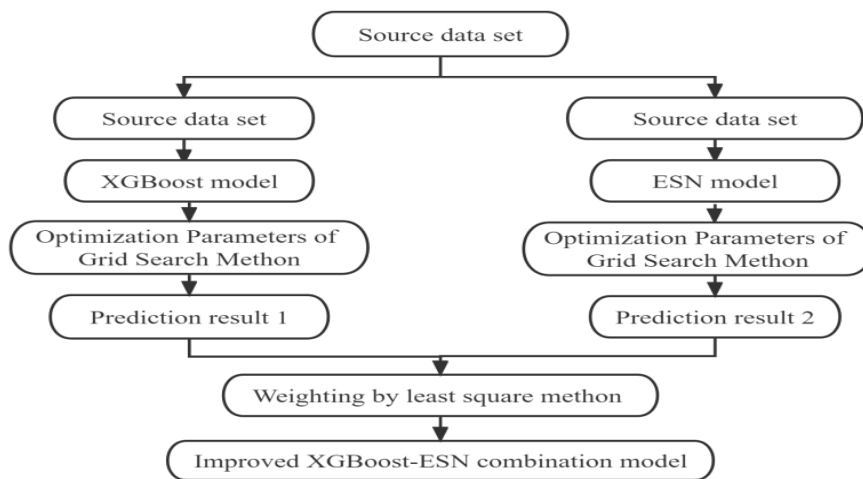 Source data set
Source data set
Source data set
XGBoost model
ESN model
Optimization Parameters of
Grid Search Methon
Optimization Parameters of
Grid Search Methon
Prediction result 1
Prediction result 2
Weighting by least square methon
Improved XGBoost-ESN combination model